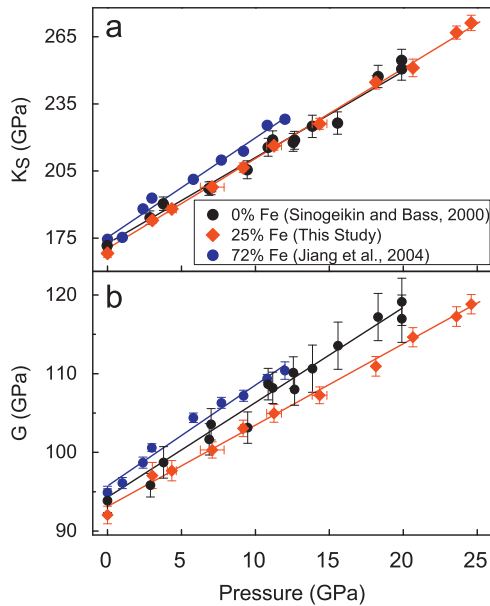 a
265
235
205
175
K_S (GPa)
0% Fe (Sinogeikin and Bass, 2000)
25% Fe (This Study)
72% Fe (Jiang et al., 2004)
b
120
110
100
90
G (GPa)
0 5 10 15 20 25
Pressure (GPa)